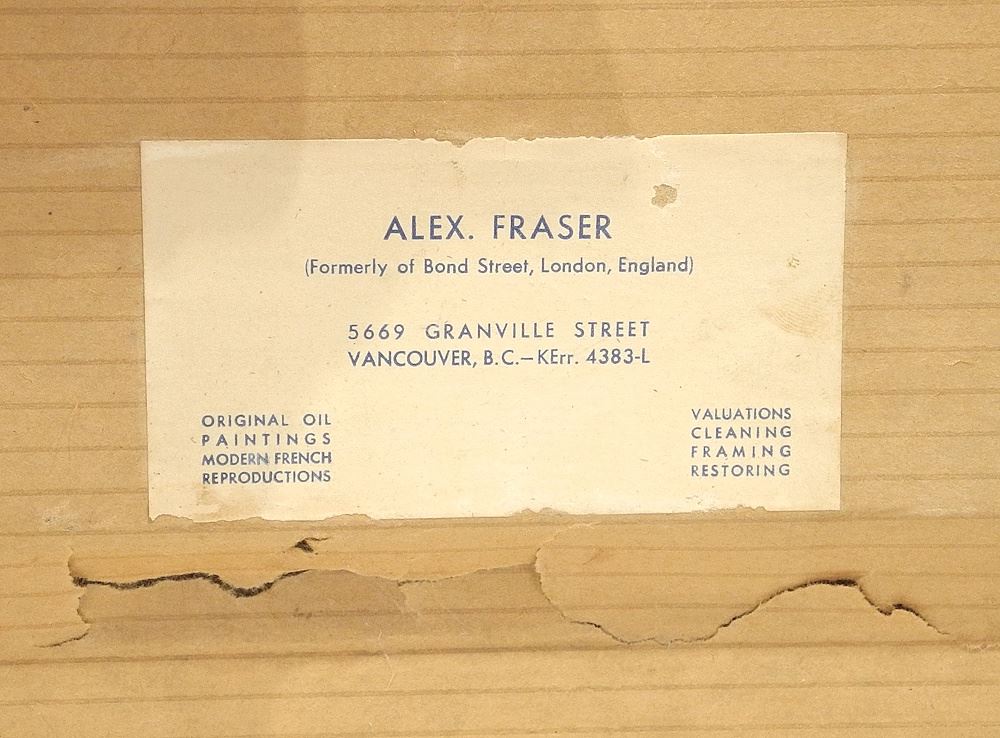 ALEX. FRASER
(Formerly of Bond Street, London, England)
5669 GRANVILLE STREET
VANCOUVER, B.C.—KErr. 4383-L
ORIGINAL OIL
PAINTINGS
MODERN FRENCH
REPRODUCTIONS
VALUATIONS
CLEANING
FRAMING
RESTORING